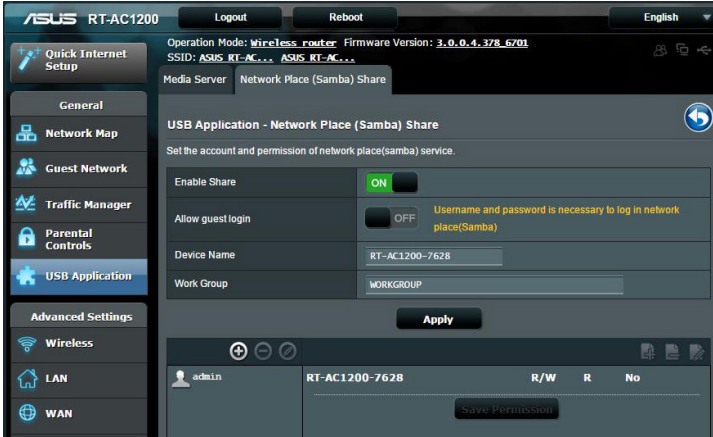 ASUS RT-AC1200 Logout Reboot English
Quick Internet Setup
Operation Mode: Wireless router Firmware Version: 3.0.0.4.378_6701
SSID: ASUS RT-AC... ASUS RT-AC...
Media Server Network Place (Samba) Share
General
Network Map
Guest Network
Traffic Manager
Parental Controls
USB Application
Advanced Settings
Wireless
LAN
WAN
USB Application - Network Place (Samba) Share
Set the account and permission of network place(samba) service.
Enable Share ON
Allow guest login OFF Username and password is necessary to log in network
place(Samba)
Device Name RT-AC1200-7628
Work Group WORKGROUP
Apply
admin RT-AC1200-7628 R/W R No
Save Permission